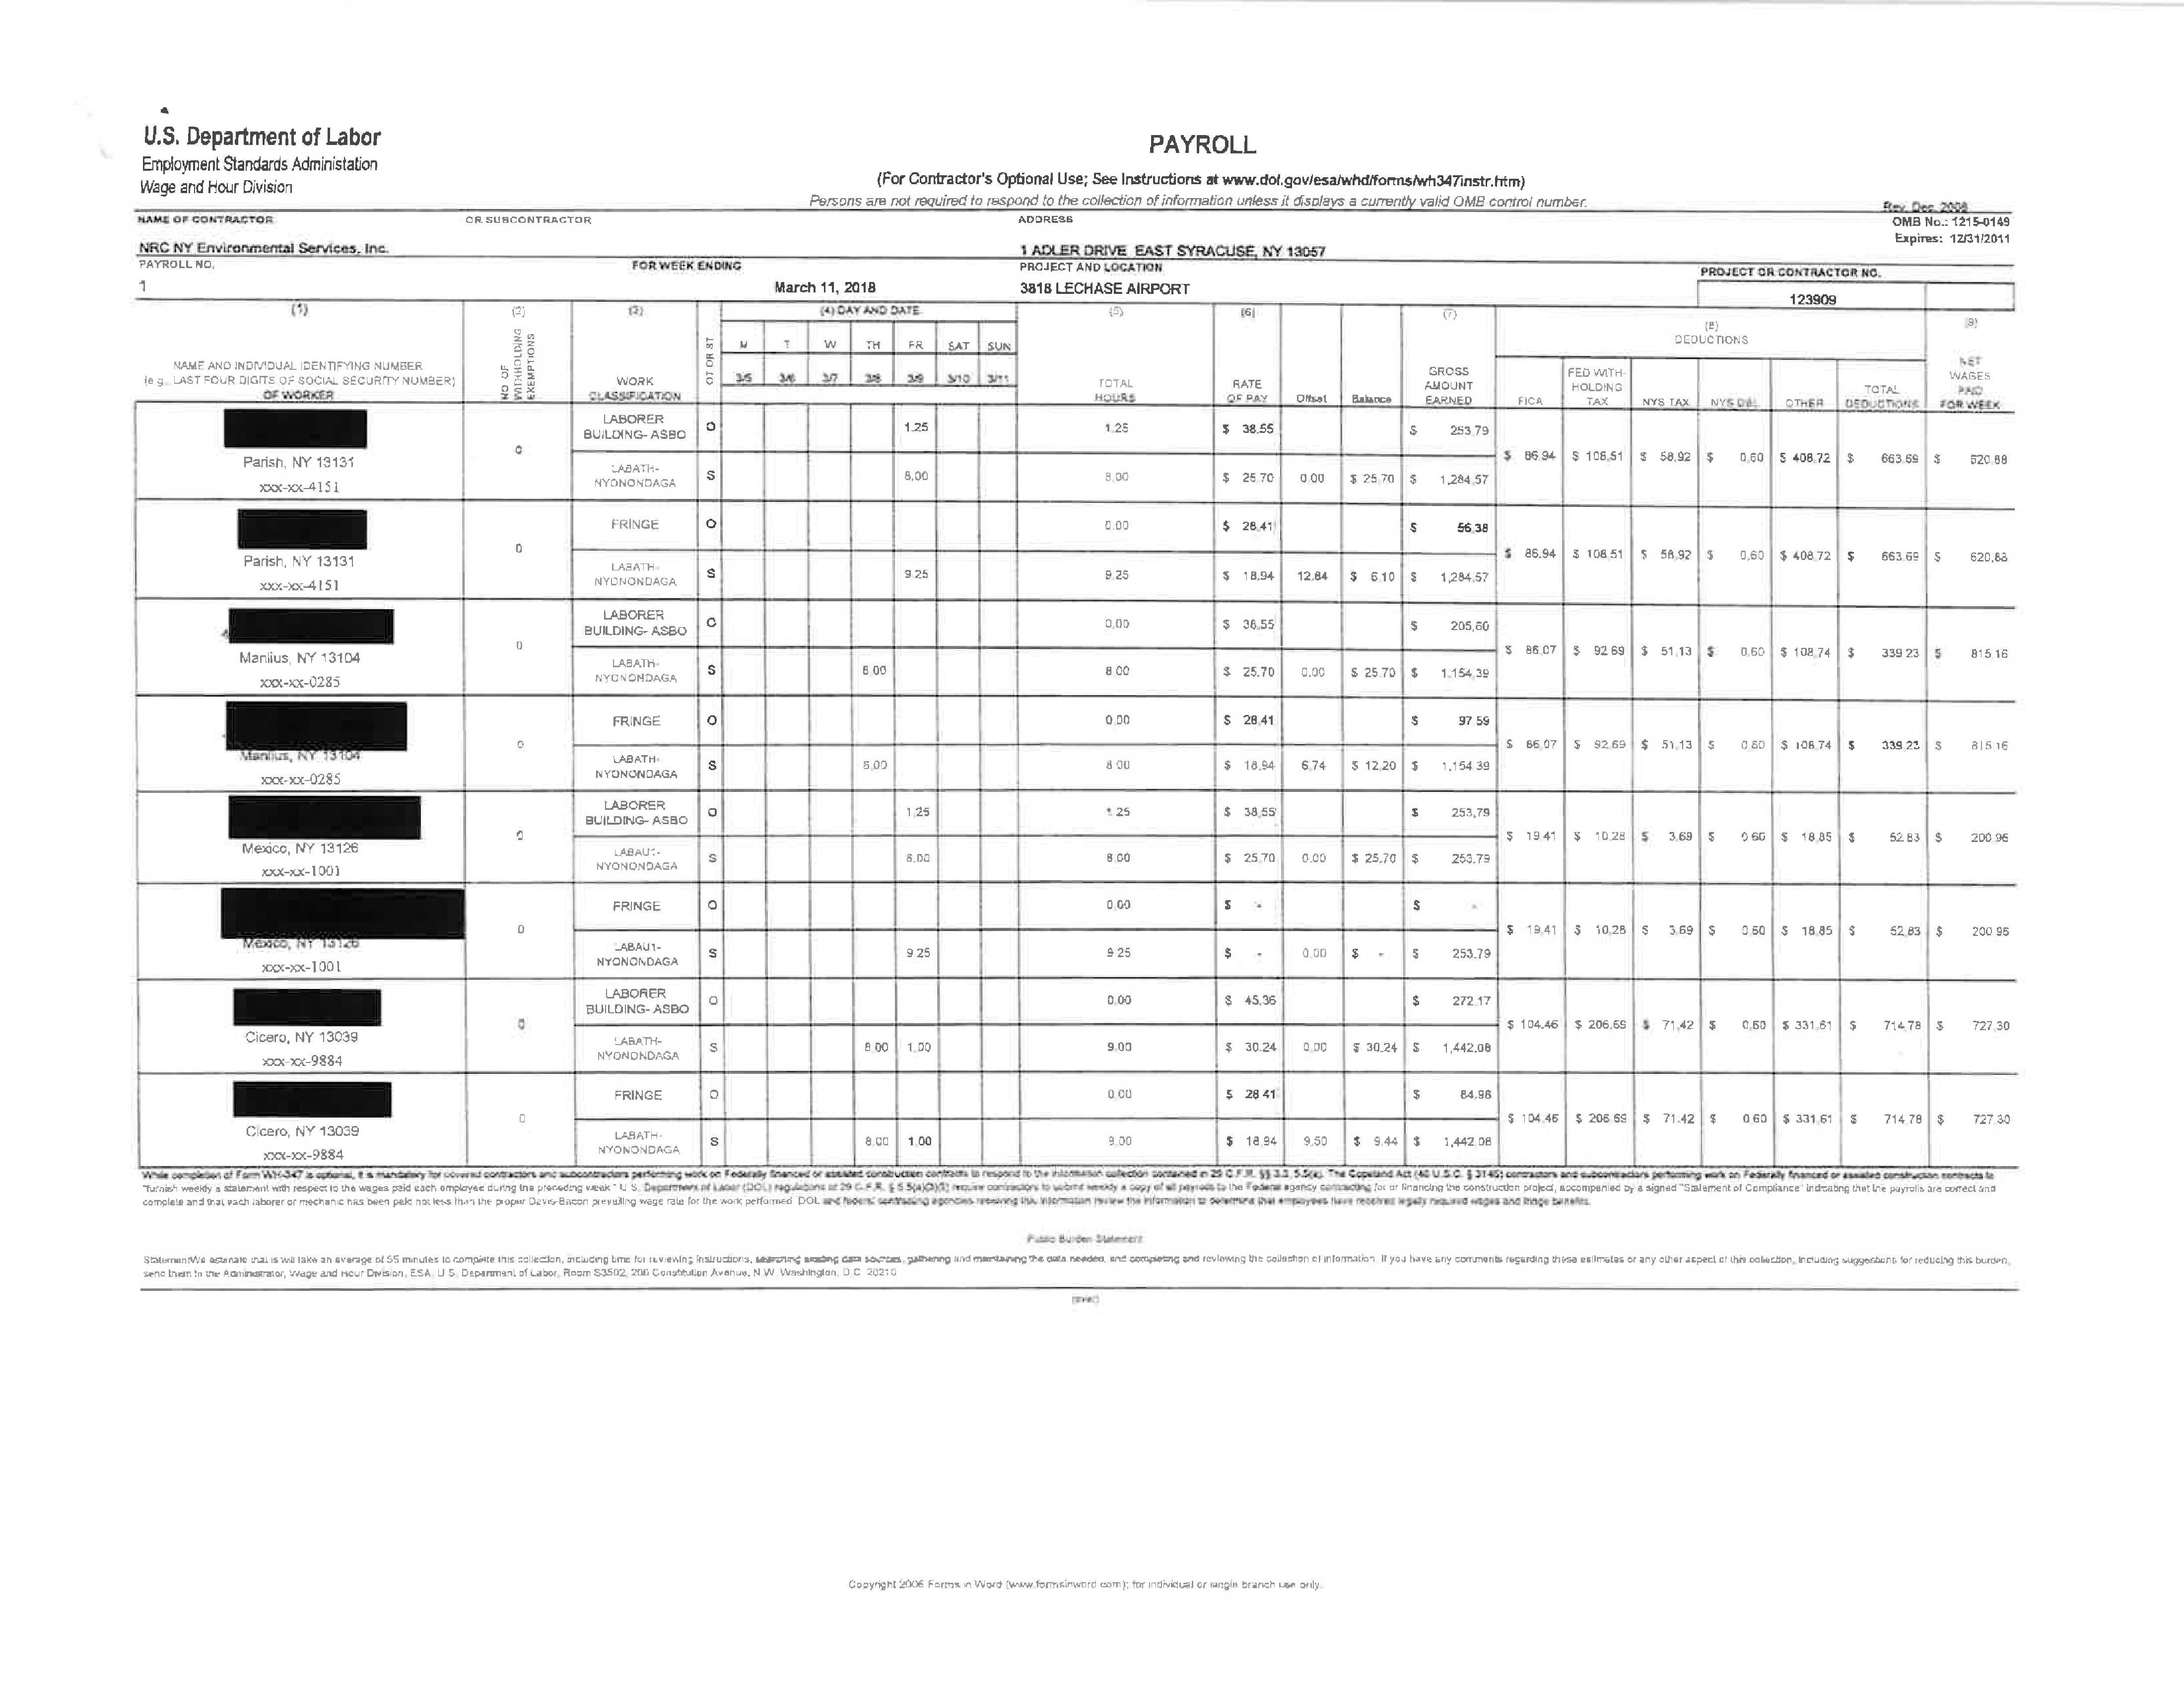 U.S. Department of Labor
Employment Standards Administation
Wage and Hour Division
PAYROLL
(For Contractor's Optional Use; See Instructions at www.dol.gov/esa/whd/forms/wh347instr.htm)
Persons are not required to respond to the collection of information unless it displays a currently valid OMB control number.
Rev. Dec. 2008
OMB No.: 1215-0149
Expires: 12/31/2011
NAME OF CONTRACTOR OR SUBCONTRACTOR ADDRESS
NRC NY Environmental Services, Inc. 1 ADLER DRIVE EAST SYRACUSE, NY 13057
PAYROLL NO. FOR WEEK ENDING PROJECT AND LOCATION PROJECT OR CONTRACTOR NO.
1 March 11, 2018 3818 LECHASE AIRPORT 123909
(1) (2) (3) (4) DAY AND DATE (5) (6) (7) (8) DEDUCTIONS (9)
NAME AND INDIVIDUAL IDENTIFYING NUMBER
(e.g., LAST FOUR DIGITS OF SOCIAL SECURITY NUMBER)
OF WORKER
NO. OF WITHHOLDING EXEMPTIONS
WORK CLASSIFICATION
OT OR ST
M T W TH FR SAT SUN
3/5 3/6 3/7 3/8 3/9 3/10 3/11
TOTAL HOURS
RATE OF PAY Offset Balance
GROSS AMOUNT EARNED
FICA
FED WITH-HOLDING TAX
NYS TAX NYS DBL OTHER
TOTAL DEDUCTIONS
NET WAGES PAID FOR WEEK
LABORER BUILDING- ASBO O 1.25 1.25 $ 38.55 $ 253.79
Parish, NY 13131 0 $ 86.94 $ 108.51 $ 58.92 $ 0.60 $ 408.72 $ 663.69 $ 620.88
xxx-xx-4151 LABATH-NYONONDAGA S 8.00 8.00 $ 25.70 0.00 $ 25.70 $ 1,284.57
FRINGE O 0.00 $ 28.41 $ 56.38
Parish, NY 13131 0 $ 86.94 $ 108.51 $ 58.92 $ 0.60 $ 408.72 $ 663.69 $ 620.88
xxx-xx-4151 LABATH-NYONONDAGA S 9.25 9.25 $ 18.94 12.84 $ 6.10 $ 1,284.57
LABORER BUILDING- ASBO O 0.00 $ 38.55 $ 205.60
Manlius, NY 13104 0 $ 86.07 $ 92.69 $ 51.13 $ 0.60 $ 108.74 $ 339.23 $ 815.16
xxx-xx-0285 LABATH-NYONONDAGA S 8.00 8.00 $ 25.70 0.00 $ 25.70 $ 1,154.39
FRINGE O 0.00 $ 28.41 $ 97.59
Manlius, NY 13104 0 $ 86.07 $ 92.69 $ 51.13 $ 0.60 $ 108.74 $ 339.23 $ 815.16
xxx-xx-0285 LABATH-NYONONDAGA S 8.00 8.00 $ 18.94 6.74 $ 12.20 $ 1,154.39
LABORER BUILDING- ASBO O 1.25 1.25 $ 38.55 $ 253.79
Mexico, NY 13126 0 $ 19.41 $ 10.28 $ 3.69 $ 0.60 $ 18.85 $ 52.83 $ 200.96
xxx-xx-1001 LABAU1-NYONONDAGA S 8.00 8.00 $ 25.70 0.00 $ 25.70 $ 253.79
FRINGE O 0.00 $ - $ -
Mexico, NY 13126 0 $ 19.41 $ 10.28 $ 3.69 $ 0.60 $ 18.85 $ 52.83 $ 200.96
xxx-xx-1001 LABAU1-NYONONDAGA S 9.25 9.25 $ - 0.00 $ - $ 253.79
LABORER BUILDING- ASBO O 0.00 $ 45.36 $ 272.17
Cicero, NY 13039 0 $ 104.46 $ 206.69 $ 71.42 $ 0.60 $ 331.61 $ 714.78 $ 727.30
xxx-xx-9884 LABATH-NYONONDAGA S 8.00 1.00 9.00 $ 30.24 0.00 $ 30.24 $ 1,442.08
FRINGE O 0.00 $ 28.41 $ 84.98
Cicero, NY 13039 0 $ 104.46 $ 206.69 $ 71.42 $ 0.60 $ 331.61 $ 714.78 $ 727.30
xxx-xx-9884 LABATH-NYONONDAGA S 8.00 1.00 9.00 $ 18.94 9.50 $ 9.44 $ 1,442.08
While completion of Form WH-347 is optional, it is mandatory for covered contractors and subcontractors performing work on Federally financed or assisted construction contracts to respond to the information collection contained in 29 C.F.R. §§ 3.3, 5.5(a). The Copeland Act (40 U.S.C. § 3145) contractors and subcontractors performing work on Federally financed or assisted construction contracts to
"furnish weekly a statement with respect to the wages paid each employee during the preceding week." U.S. Department of Labor (DOL) regulations at 29 C.F.R. § 5.5(a)(3)(ii) require contractors to submit weekly a copy of all payrolls to the Federal agency contracting for or financing the construction project, accompanied by a signed "Statement of Compliance" indicating that the payrolls are correct and
complete and that each laborer or mechanic has been paid not less than the proper Davis-Bacon prevailing wage rate for the work performed. DOL and federal contracting agencies receiving this information review the information to determine that employees have received legally required wages and fringe benefits.
Public Burden Statement
Statement We estimate that is will take an average of 55 minutes to complete this collection, including time for reviewing instructions, searching existing data sources, gathering and maintaining the data needed, and completing and reviewing the collection of information. If you have any comments regarding these estimates or any other aspect of this collection, including suggestions for reducing this burden,
send them to the Administrator, Wage and Hour Division, ESA, U.S. Department of Labor, Room S3502, 200 Constitution Avenue, N.W. Washington, D.C. 20210
(over)
Copyright 2006 Forms in Word (www.formsinword.com); for individual or single branch use only.